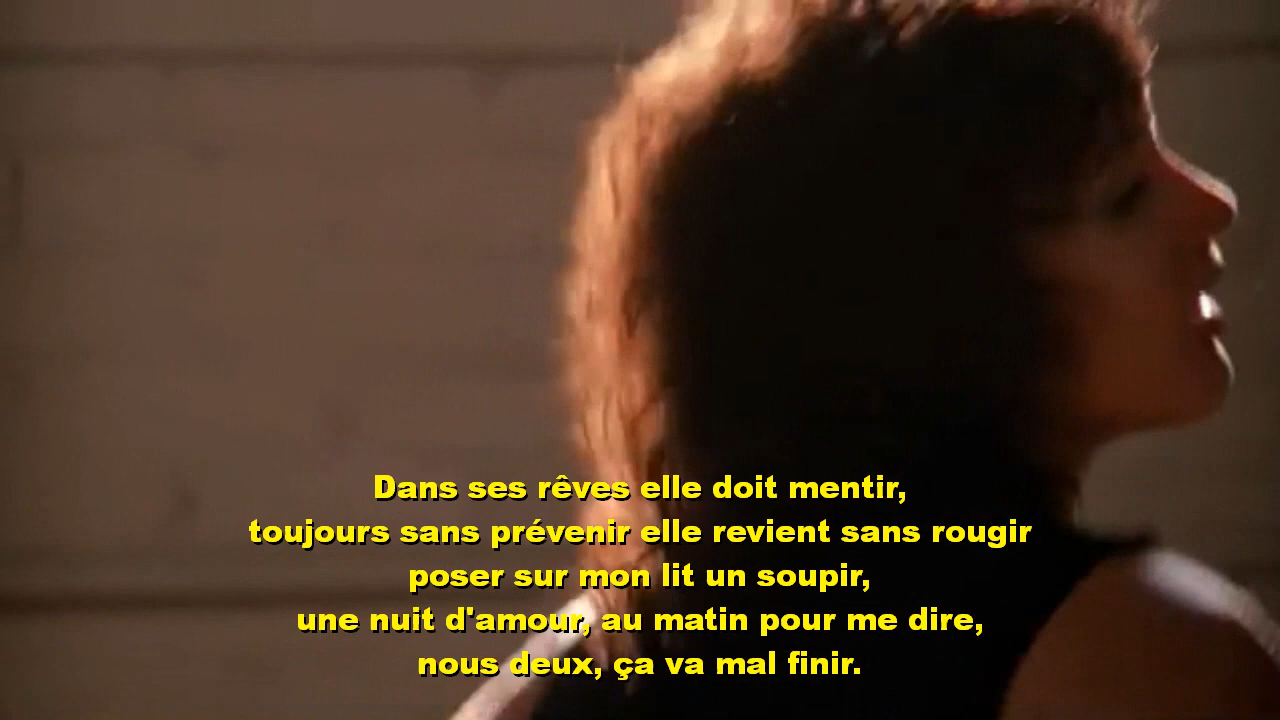 Dans ses rêves elle doit mentir,
toujours sans prévenir elle revient sans rougir
poser sur mon lit un soupir,
une nuit d'amour, au matin pour me dire,
nous deux, ça va mal finir.